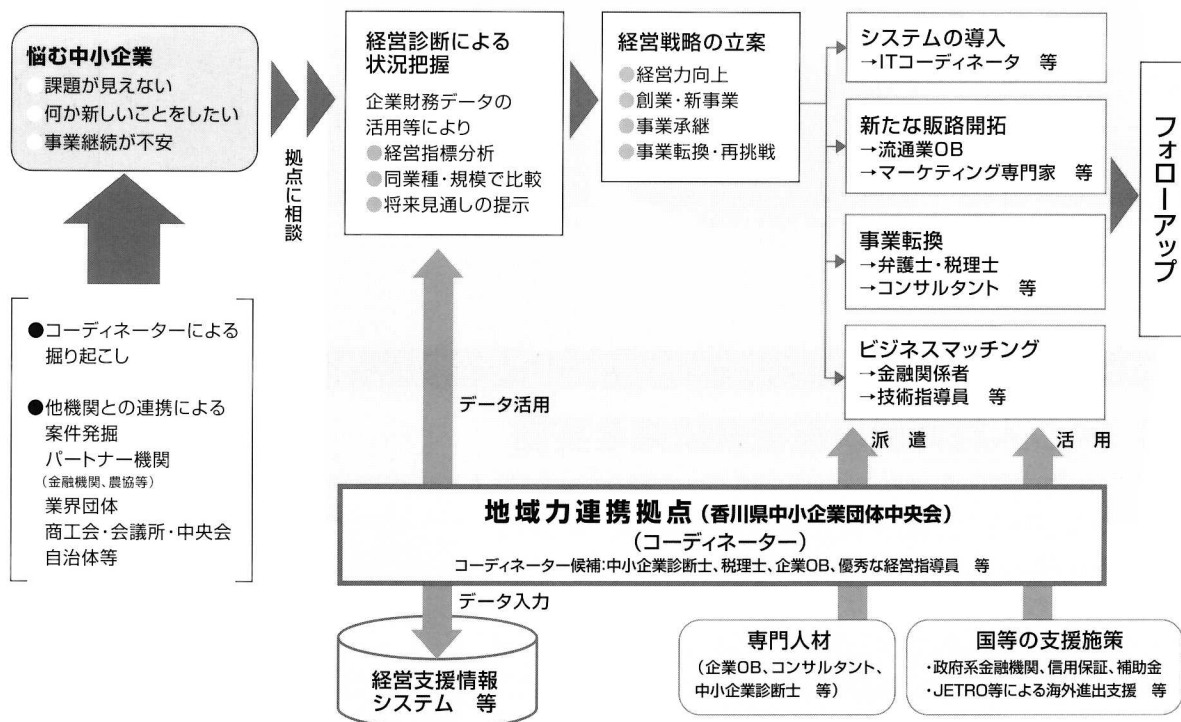 悩む中小企業
課題が見えない
何か新しいことをしたい
事業継続が不安
拠点に相談
●コーディネーターによる
掘り起こし
●他機関との連携による
案件発掘
パートナー機関
(金融機関、農協等)
業界団体
商工会・会議所・中央会
自治体等
経営診断による
状況把握
企業財務データの
活用等により
●経営指標分析
●同業種・規模で比較
●将来見通しの提示
経営戦略の立案
●経営力向上
●創業・新事業
●事業承継
●事業転換・再挑戦
システムの導入
→ITコーディネータ 等
新たな販路開拓
→流通業OB
→マーケティング専門家 等
事業転換
→弁護士・税理士
→コンサルタント 等
ビジネスマッチング
→金融関係者
→技術指導員 等
フォローアップ
データ活用
派 遣
活 用
地域力連携拠点(香川県中小企業団体中央会)
(コーディネーター)
コーディネーター候補:中小企業診断士、税理士、企業OB、優秀な経営指導員 等
データ入力
経営支援情報
システム 等
専門人材
(企業OB、コンサルタント、
中小企業診断士 等)
国等の支援施策
・政府系金融機関、信用保証、補助金
・JETRO等による海外進出支援 等